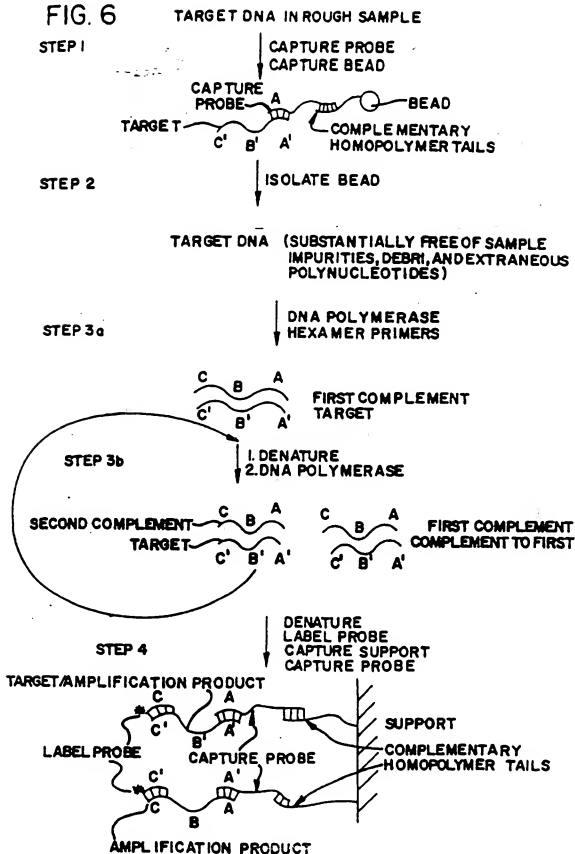 FIG. 6
TARGET DNA IN ROUGH SAMPLE
STEP 1
CAPTURE PROBE
CAPTURE BEAD
CAPTURE PROBE
A
BEAD
TARGET
C' B' A'
COMPLEMENTARY
HOMOPOLYMER TAILS
STEP 2
ISOLATE BEAD
TARGET DNA (SUBSTANTIALLY FREE OF SAMPLE
IMPURITIES, DEBRI, AND EXTRANEOUS
POLYNUCLEOTIDES)
STEP 3a
DNA POLYMERASE
HEXAMER PRIMERS
C B A
FIRST COMPLEMENT
TARGET
C' B' A'
STEP 3b
1. DENATURE
2. DNA POLYMERASE
C B A
C B A
SECOND COMPLEMENT
FIRST COMPLEMENT
TARGET
COMPLEMENT TO FIRST
C' B' A'
C' B' A'
STEP 4
DENATURE
LABEL PROBE
CAPTURE SUPPORT
CAPTURE PROBE
TARGET/AMPLIFICATION PRODUCT
* C A
C' B' A'
SUPPORT
LABEL PROBE
CAPTURE PROBE
COMPLEMENTARY
HOMOPOLYMER TAILS
* C' A'
C B A
AMPLIFICATION PRODUCT